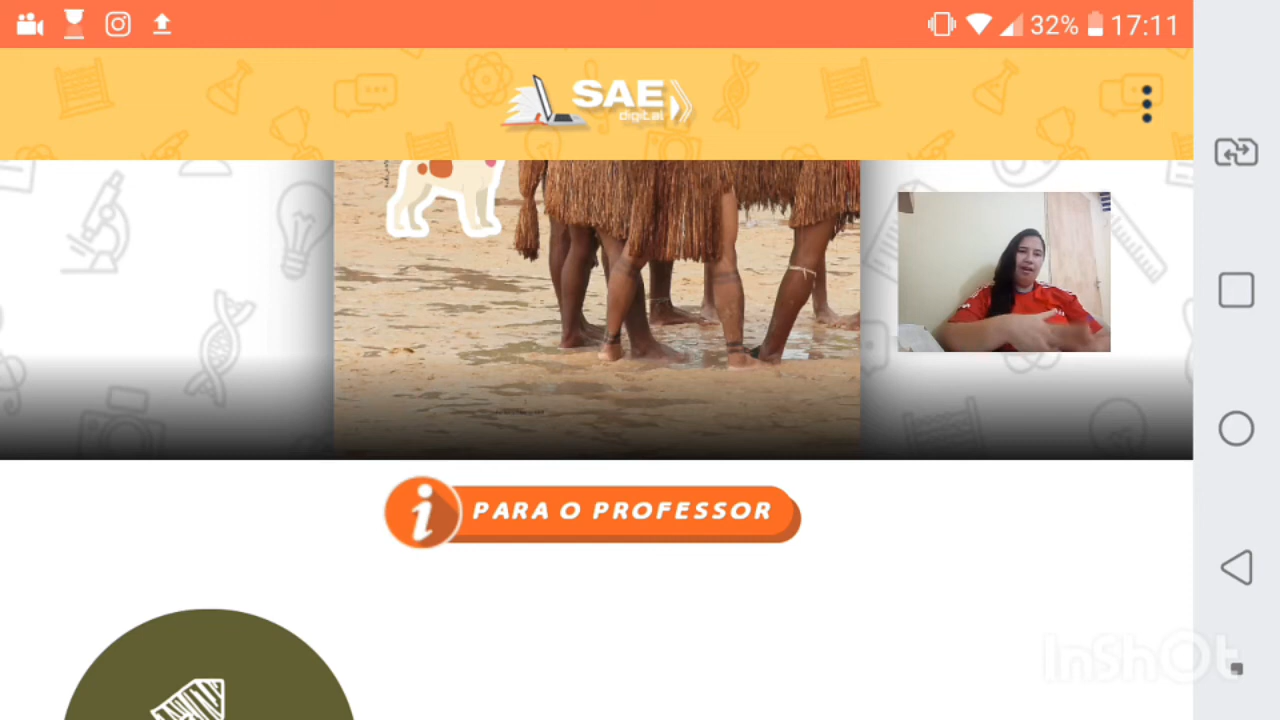 32% 17:11
SAE
digital
i PARA O PROFESSOR
InShOt